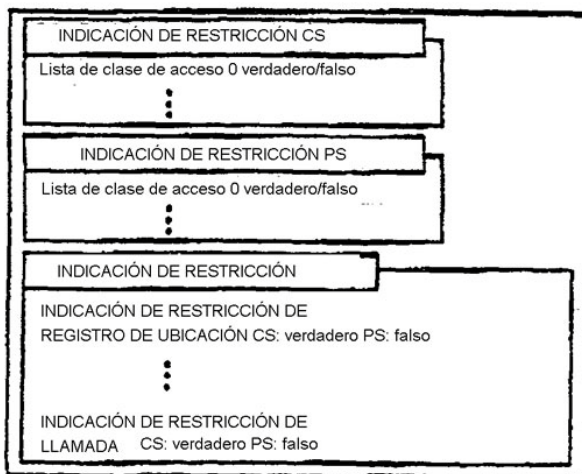 INDICACIÓN DE RESTRICCIÓN CS
Lista de clase de acceso 0 verdadero/falso
INDICACIÓN DE RESTRICCIÓN PS
Lista de clase de acceso 0 verdadero/falso
INDICACIÓN DE RESTRICCIÓN
INDICACIÓN DE RESTRICCIÓN DE
REGISTRO DE UBICACIÓN CS: verdadero PS: falso
INDICACIÓN DE RESTRICCIÓN DE
LLAMADA CS: verdadero PS: falso